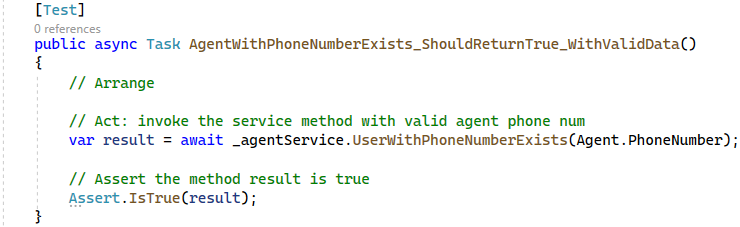 [Test]
0 references
public async Task AgentWithPhoneNumberExists_ShouldReturnTrue_WithValidData()
{
// Arrange
// Act: invoke the service method with valid agent phone num
var result = await _agentService.UserWithPhoneNumberExists(Agent.PhoneNumber);
// Assert the method result is true
Assert.IsTrue(result);
}